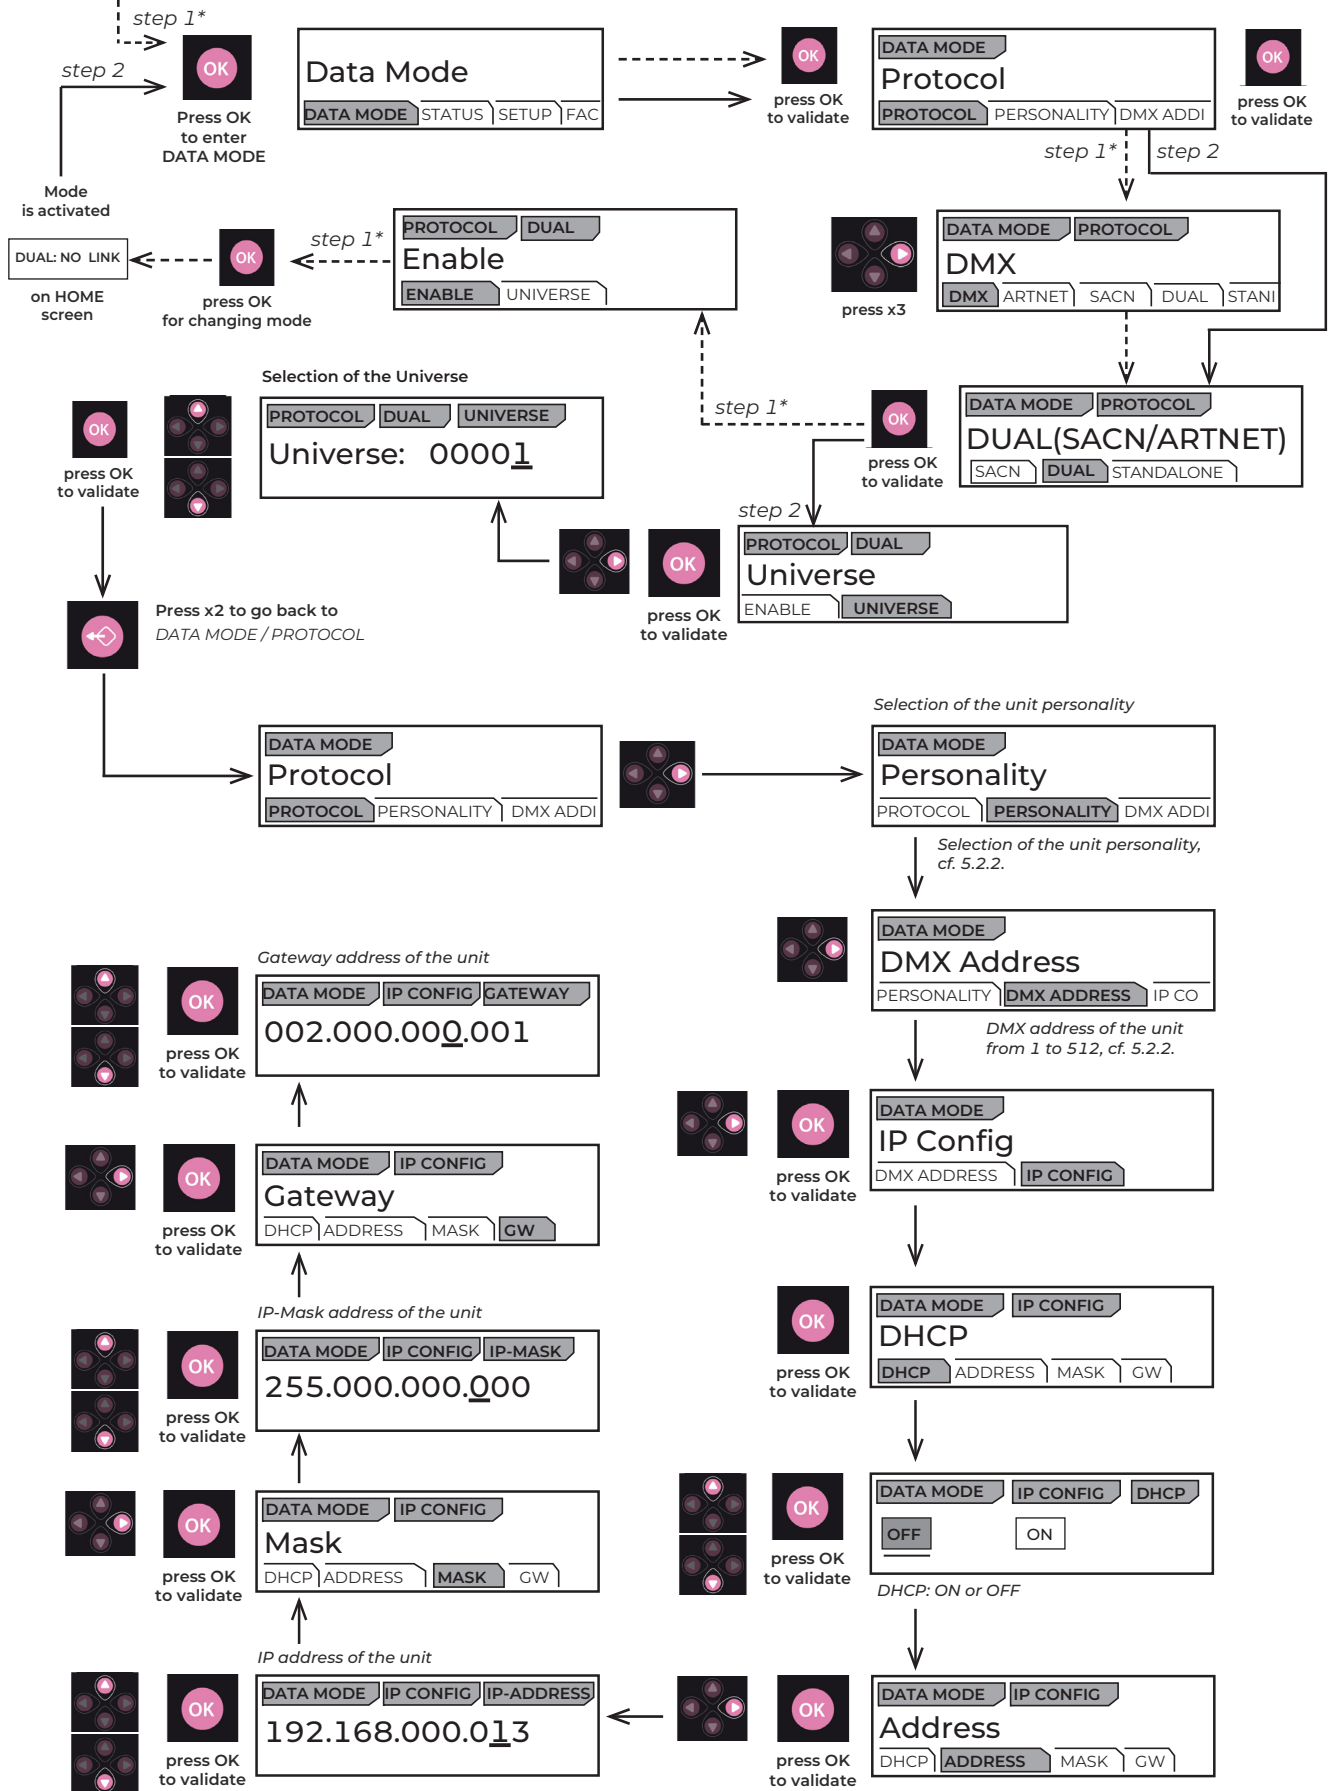 step 1*
step 2
OK
Press OK
to enter
DATA MODE
Data Mode
DATA MODE STATUS SETUP FAC
OK
press OK
to validate
DATA MODE
Protocol
PROTOCOL PERSONALITY DMX ADDI
OK
press OK
to validate
step 1*
step 2
Mode
is activated
DUAL: NO LINK
on HOME
screen
OK
press OK
for changing mode
step 1*
PROTOCOL DUAL
Enable
ENABLE UNIVERSE
press x3
DATA MODE PROTOCOL
DMX
DMX ARTNET SACN DUAL STANI
Selection of the Universe
PROTOCOL DUAL UNIVERSE
Universe: 00001
OK
press OK
to validate
step 1*
OK
press OK
to validate
DATA MODE PROTOCOL
DUAL(SACN/ARTNET)
SACN DUAL STANDALONE
step 2
OK
press OK
to validate
PROTOCOL DUAL
Universe
ENABLE UNIVERSE
Press x2 to go back to
DATA MODE / PROTOCOL
DATA MODE
Protocol
PROTOCOL PERSONALITY DMX ADDI
Selection of the unit personality
DATA MODE
Personality
PROTOCOL PERSONALITY DMX ADDI
Selection of the unit personality,
cf. 5.2.2.
DATA MODE
DMX Address
PERSONALITY DMX ADDRESS IP CO
DMX address of the unit
from 1 to 512, cf. 5.2.2.
OK
press OK
to validate
DATA MODE
IP Config
DMX ADDRESS IP CONFIG
OK
press OK
to validate
DATA MODE IP CONFIG
DHCP
DHCP ADDRESS MASK GW
OK
press OK
to validate
DATA MODE IP CONFIG DHCP
OFF ON
DHCP: ON or OFF
OK
press OK
to validate
DATA MODE IP CONFIG
Address
DHCP ADDRESS MASK GW
IP address of the unit
OK
press OK
to validate
DATA MODE IP CONFIG IP-ADDRESS
192.168.000.013
OK
press OK
to validate
DATA MODE IP CONFIG
Mask
DHCP ADDRESS MASK GW
IP-Mask address of the unit
OK
press OK
to validate
DATA MODE IP CONFIG IP-MASK
255.000.000.000
OK
press OK
to validate
DATA MODE IP CONFIG
Gateway
DHCP ADDRESS MASK GW
Gateway address of the unit
OK
press OK
to validate
DATA MODE IP CONFIG GATEWAY
002.000.000.001